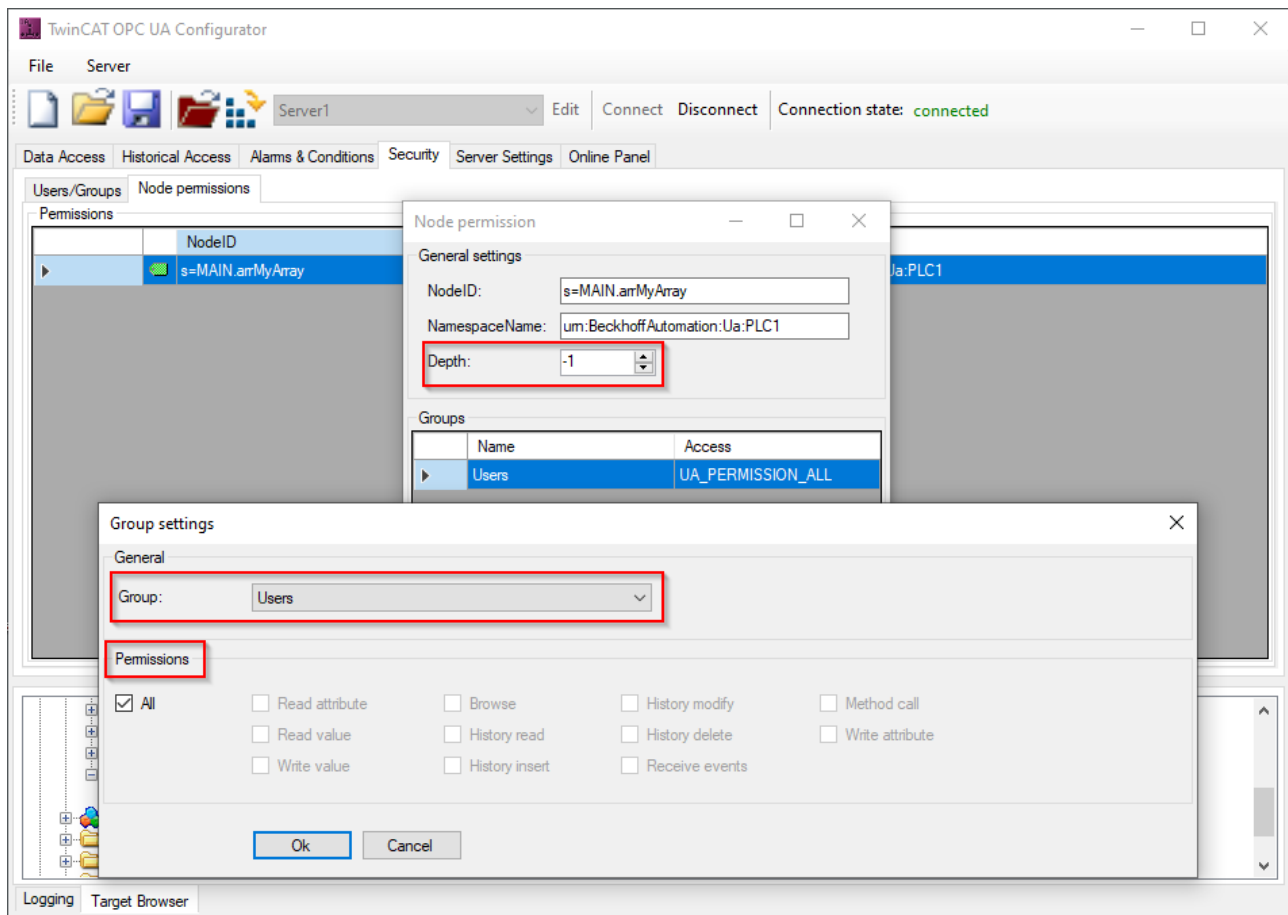 TwinCAT OPC UA Configurator
File Server
Server1 Edit Connect Disconnect Connection state: connected
Data Access Historical Access Alarms & Conditions Security Server Settings Online Panel
Users/Groups Node permissions
Permissions
NodeID
s=MAIN.arrMyArray Ua:PLC1
Node permission
General settings
NodeID: s=MAIN.arrMyArray
NamespaceName: urn:BeckhoffAutomation:Ua:PLC1
Depth: -1
Groups
Name Access
Users UA_PERMISSION_ALL
Group settings
General
Group: Users
Permissions
All Read attribute Browse History modify Method call
Read value History read History delete Write attribute
Write value History insert Receive events
Ok Cancel
Logging Target Browser